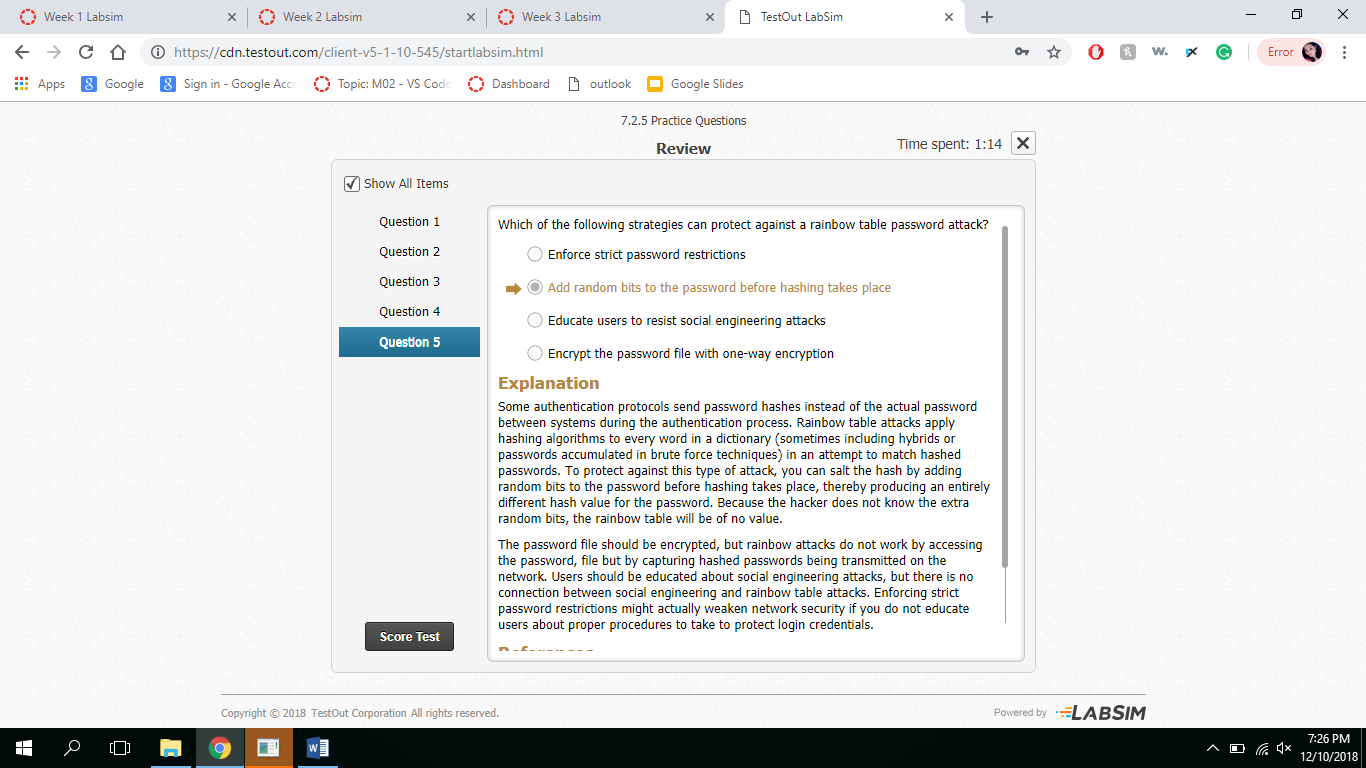 Week 1 Labsim
Week 2 Labsim
Week 3 Labsim
TestOut LabSim
https://cdn.testout.com/client-v5-1-10-545/startlabsim.html
Error
Apps
Google
Sign in - Google Acco
Topic: M02 - VS Code
Dashboard
outlook
Google Slides
7.2.5 Practice Questions
Review
Time spent: 1:14
Show All Items
Question 1
Question 2
Question 3
Question 4
Question 5
Score Test
Which of the following strategies can protect against a rainbow table password attack?
Enforce strict password restrictions
Add random bits to the password before hashing takes place
Educate users to resist social engineering attacks
Encrypt the password file with one-way encryption
Explanation
Some authentication protocols send password hashes instead of the actual password
between systems during the authentication process. Rainbow table attacks apply
hashing algorithms to every word in a dictionary (sometimes including hybrids or
passwords accumulated in brute force techniques) in an attempt to match hashed
passwords. To protect against this type of attack, you can salt the hash by adding
random bits to the password before hashing takes place, thereby producing an entirely
different hash value for the password. Because the hacker does not know the extra
random bits, the rainbow table will be of no value.
The password file should be encrypted, but rainbow attacks do not work by accessing
the password, file but by capturing hashed passwords being transmitted on the
network. Users should be educated about social engineering attacks, but there is no
connection between social engineering and rainbow table attacks. Enforcing strict
password restrictions might actually weaken network security if you do not educate
users about proper procedures to take to protect login credentials.
References
Copyright © 2018 TestOut Corporation All rights reserved.
Powered by LABSIM
7:26 PM
12/10/2018